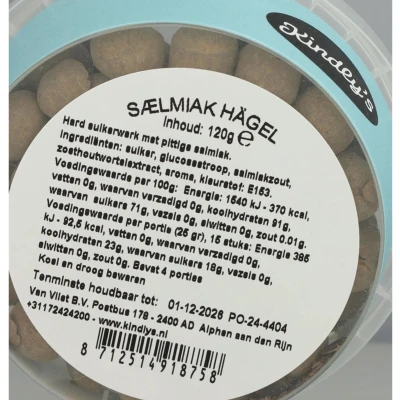 Kindly's
SÆLMIAK HÄGEL
Inhoud: 120g e
Hard suikerwerk met pittige salmiak.
Ingrediënten: suiker, glucosestroop, salmiakzout,
zoethoutwortelextract, aroma, kleurstof: E153.
Voedingswaarde per 100g: Energie: 1540 kJ - 370 kcal,
vetten 0g, waarvan verzadigd 0g, koolhydraten 91g,
waarvan suikers 71g, vezels 0g, eiwitten 0g, zout 0.01g.
Voedingswaarde per portie (25 gr), 15 stuks: Energie 385
kJ - 92,5 kcal, vetten 0g, waarvan verzadigd 0g,
koolhydraten 23g, waarvan suikers 18g, vezels 0g,
eiwitten 0g, zout 0g. Bevat 4 porties
Koel en droog bewaren
Tenminste houdbaar tot: 01-12-2026 PO-24-4404
Van Vliet B.V. Postbus 178 - 2400 AD Alphen aan den Rijn
+31172424200 - www.kindlys.nl
8 712514 918758